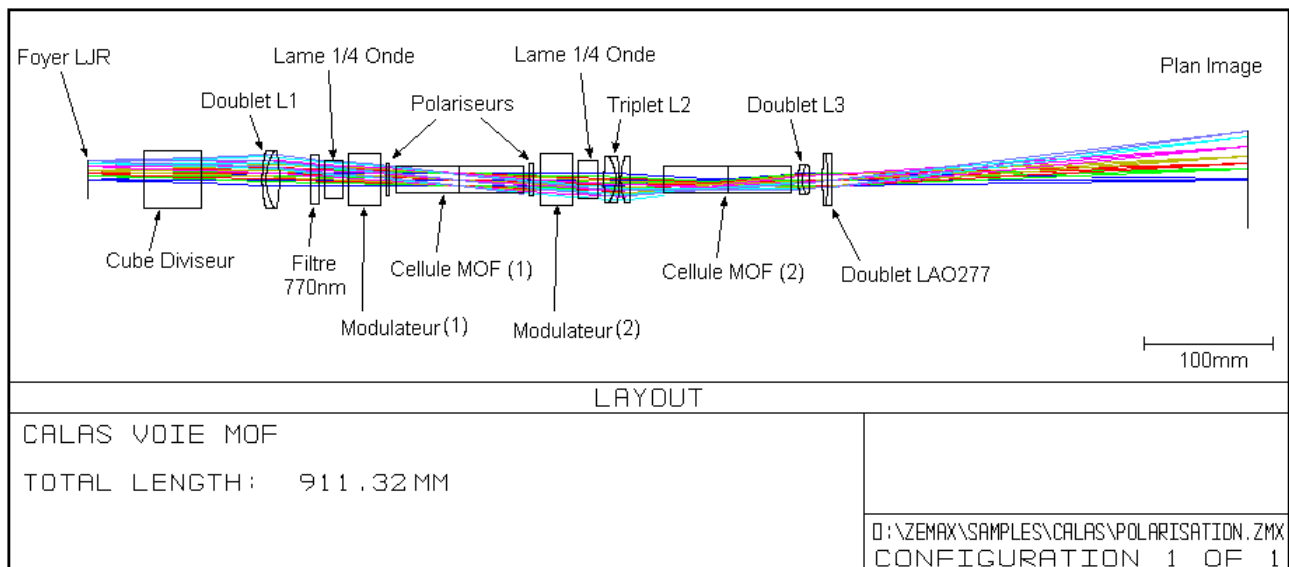 Foyer LJR
Lame 1/4 Onde
Lame 1/4 Onde
Plan Image
Doublet L1
Polariseurs
Triplet L2
Doublet L3
Cube Diviseur
Filtre
770nm
Cellule MOF (1)
Cellule MOF (2)
Doublet LAO277
Modulateur(1)
Modulateur(2)
100mm
LAYOUT
CALAS VOIE MOF
TOTAL LENGTH: 911.32 MM
D:\ZEMAX\SAMPLES\CALAS\POLARISATION.ZMX
CONFIGURATION 1 OF 1